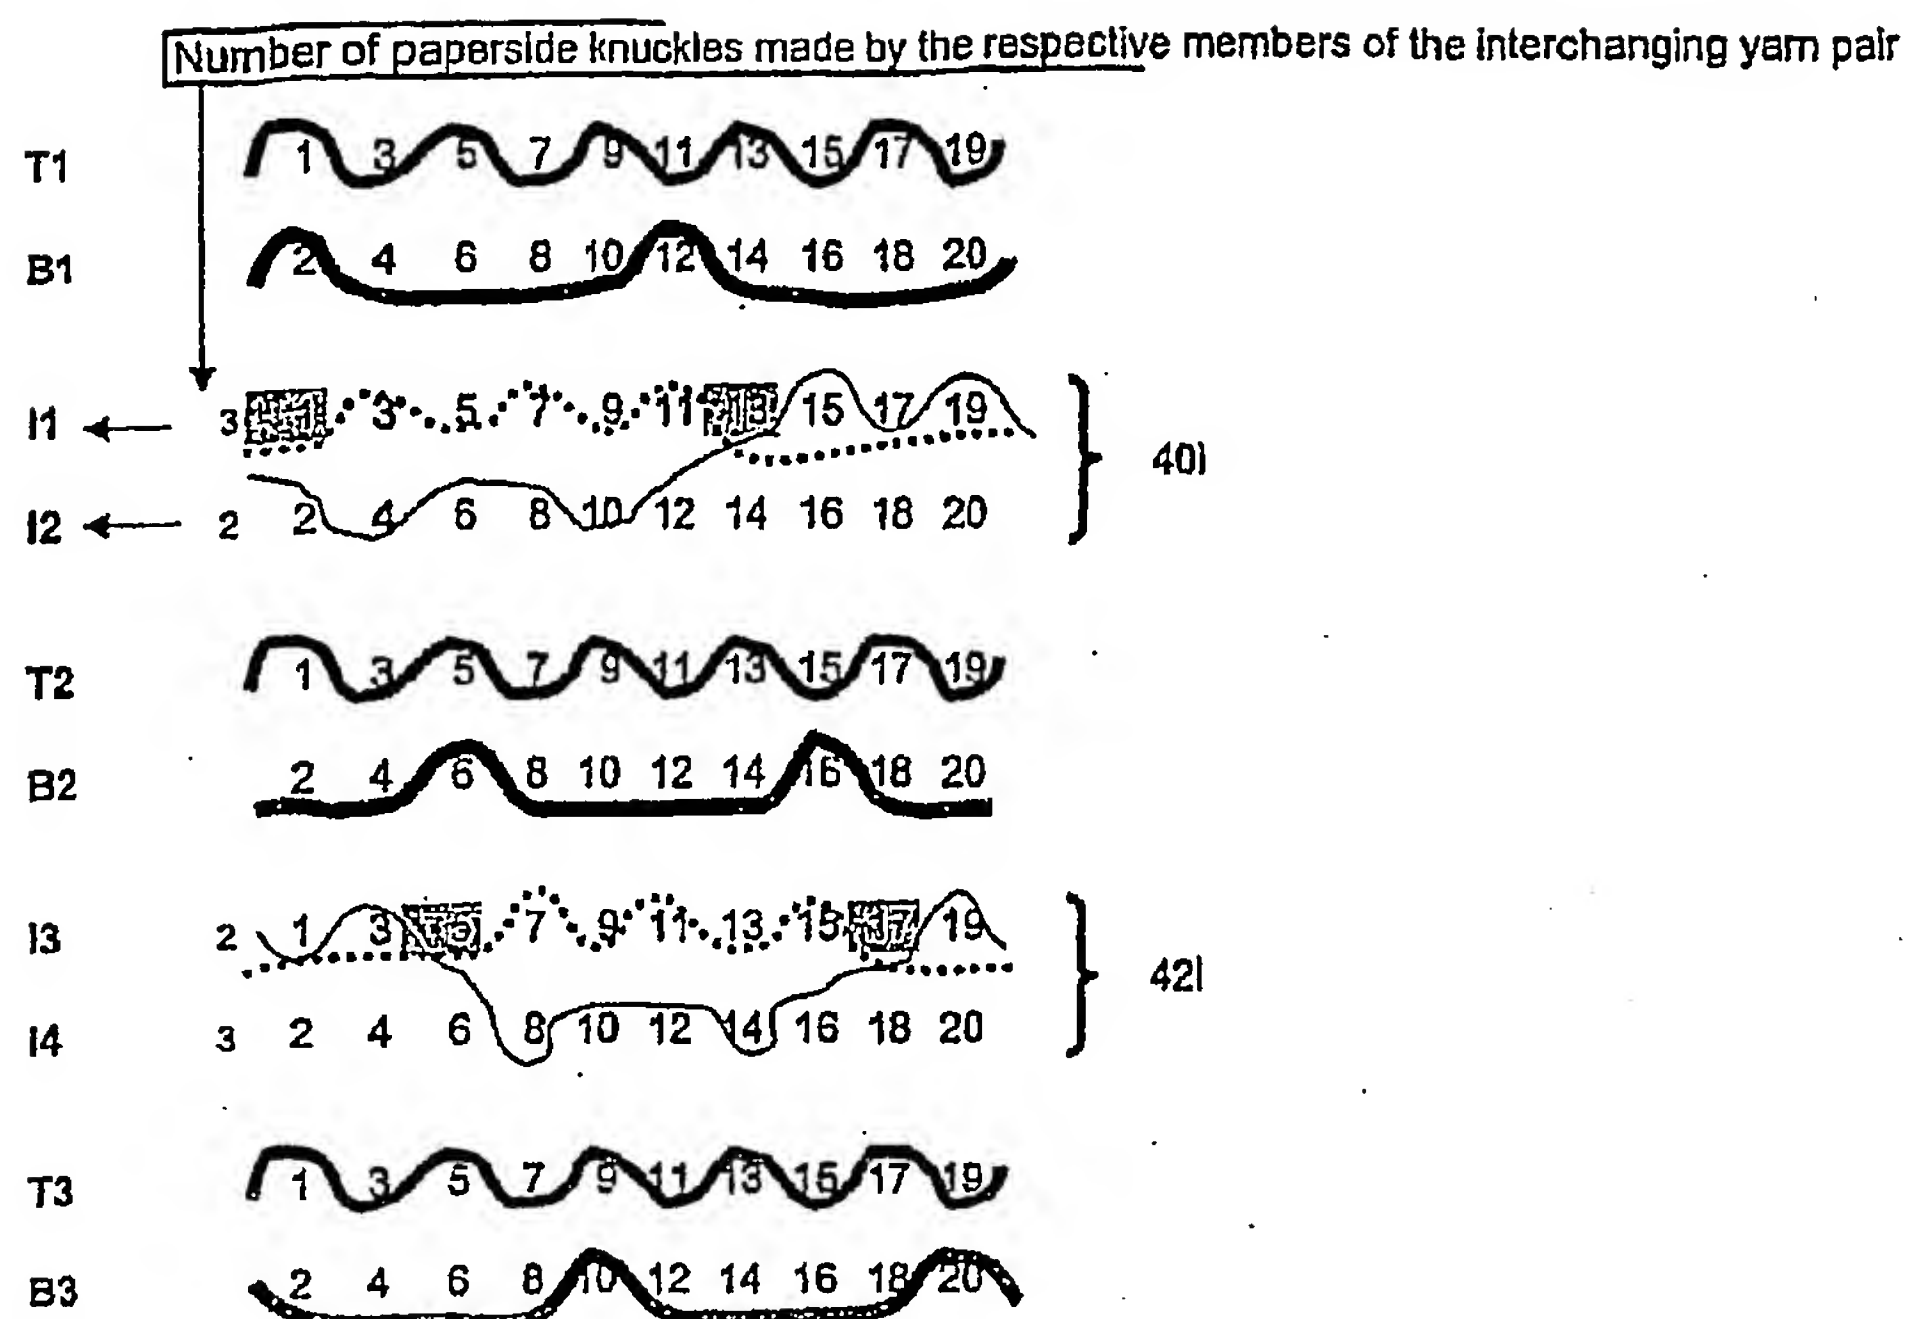 Number of paperside knuckles made by the respective members of the interchanging yarn pair
T1 1 3 5 7 9 11 13 15 17 19
B1 2 4 6 8 10 12 14 16 18 20
I1 3 1 3 5 7 9 11 13 15 17 19
40I
I2 2 2 4 6 8 10 12 14 16 18 20
T2 1 3 5 7 9 11 13 15 17 19
B2 2 4 6 8 10 12 14 16 18 20
I3 2 1 3 5 7 9 11 13 15 17 19
42I
I4 3 2 4 6 8 10 12 14 16 18 20
T3 1 3 5 7 9 11 13 15 17 19
B3 2 4 6 8 10 12 14 16 18 20